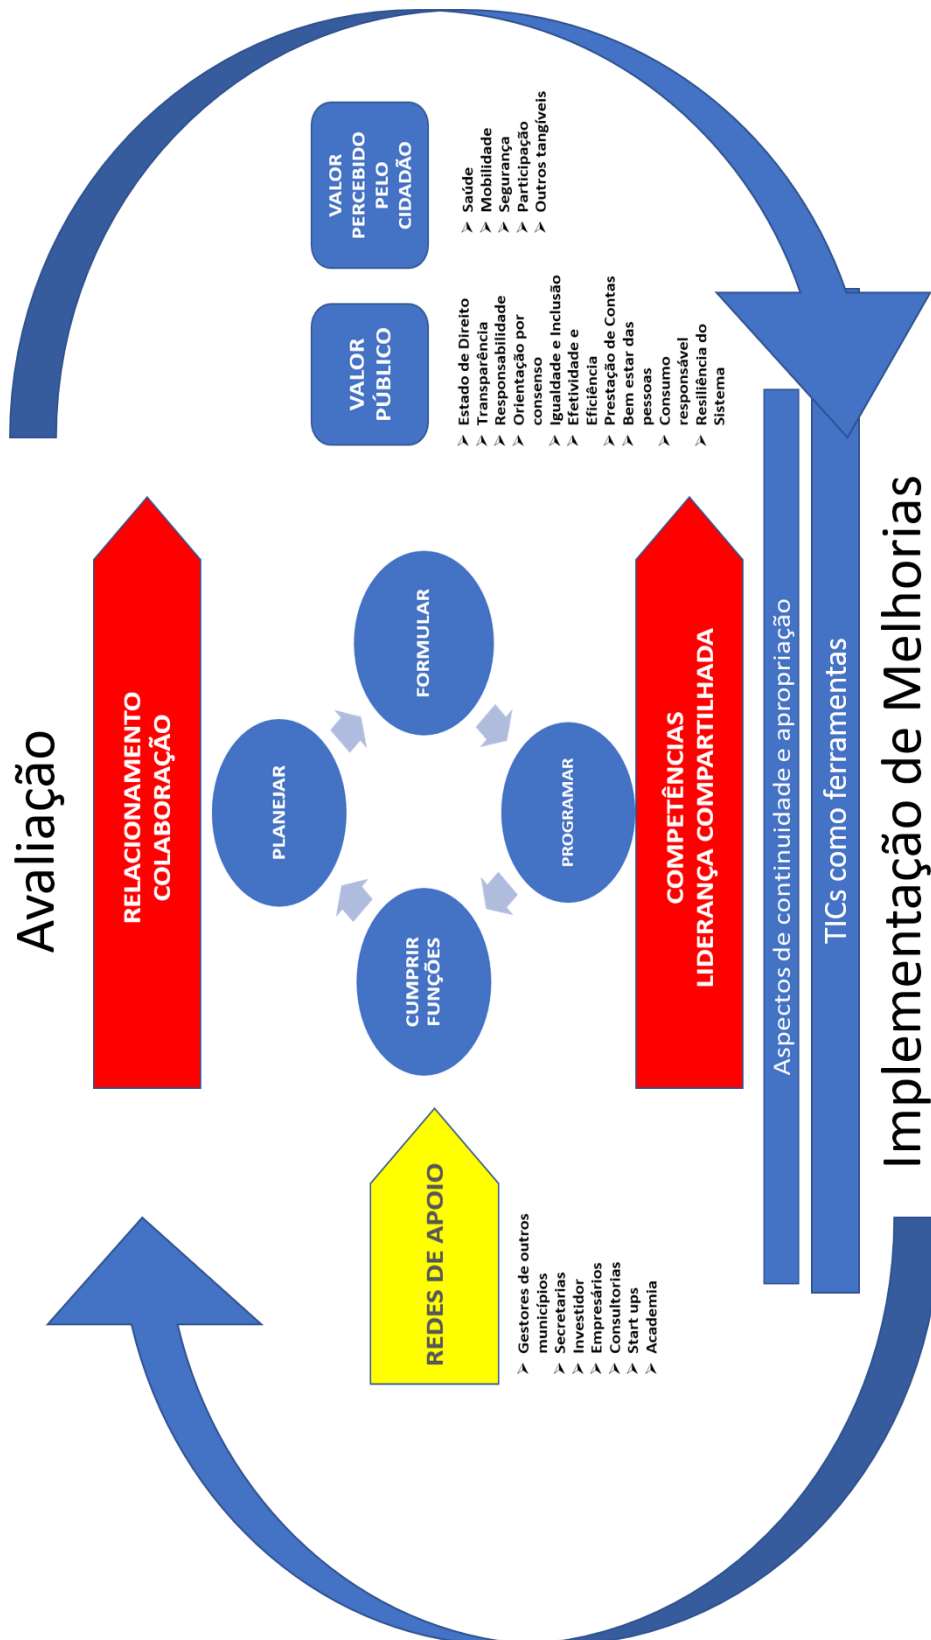 Avaliação
RELACIONAMENTO
COLABORAÇÃO
REDES DE APOIO
➤ Gestores de outros
municípios
➤ Secretarias
➤ Investidor
➤ Empresários
➤ Consultorias
➤ Start ups
➤ Academia
PLANEJAR
FORMULAR
PROGRAMAR
CUMPRIR
FUNÇÕES
VALOR
PÚBLICO
➤ Estado de Direito
➤ Transparência
➤ Responsabilidade
➤ Orientação por
consenso
➤ Igualdade e Inclusão
➤ Efetividade e
Eficiência
➤ Prestação de Contas
➤ Bem estar das
pessoas
➤ Consumo
responsável
➤ Resiliência do
Sistema
VALOR
PERCEBIDO
PELO
CIDADÃO
➤ Saúde
➤ Mobilidade
➤ Segurança
➤ Participação
➤ Outros tangíveis
COMPETÊNCIAS
LIDERANÇA COMPARTILHADA
Aspectos de continuidade e apropriação
TICs como ferramentas
Implementação de Melhorias